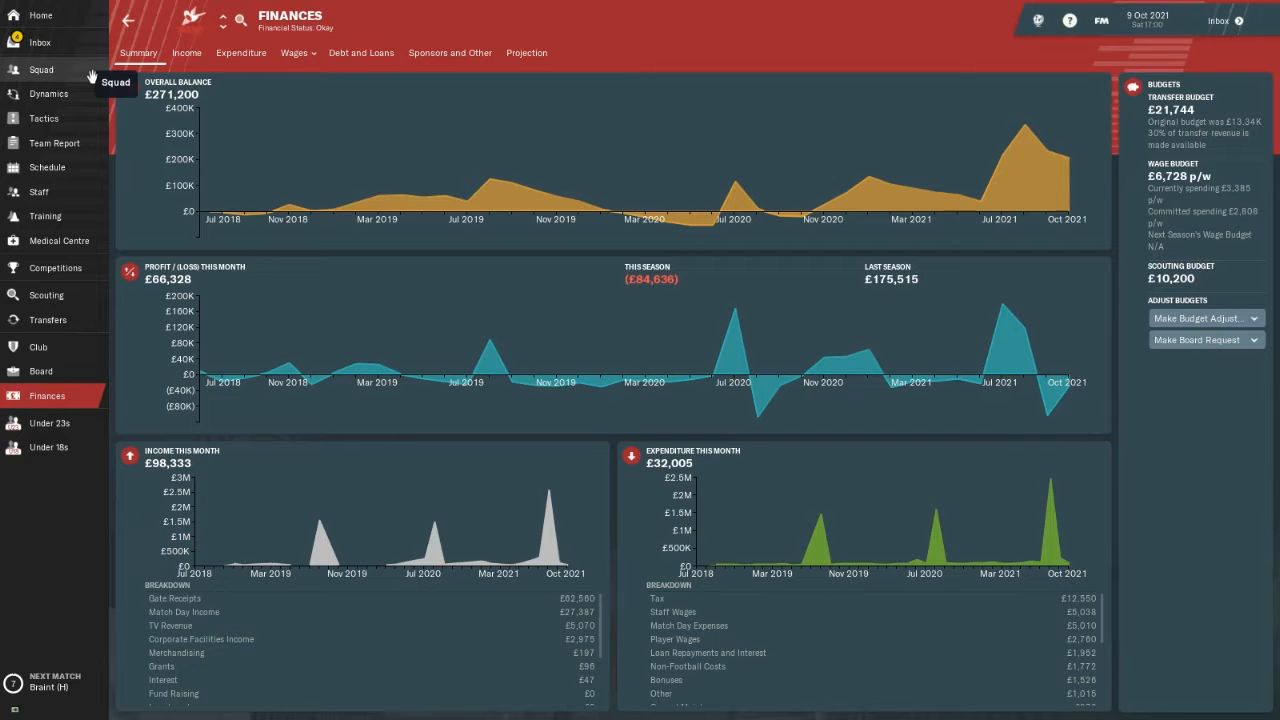 Home
4
Inbox
Squad
Squad
Dynamics
Tactics
Team Report
Schedule
Staff
Training
Medical Centre
Competitions
Scouting
Transfers
Club
Board
Finances
Under 23s
Under 18s
NEXT MATCH
7
Braint (H)
FINANCES
Financial Status: Okay
? FM
9 Oct 2021
Sat 17:00
Inbox
Summary Income Expenditure Wages Debt and Loans Sponsors and Other Projection
OVERALL BALANCE
£271,200
£400K
£300K
£200K
£100K
£0
Jul 2018 Nov 2018 Mar 2019 Jul 2019 Nov 2019 Mar 2020 Jul 2020 Nov 2020 Mar 2021 Jul 2021 Oct 2021
PROFIT / (LOSS) THIS MONTH
£66,328
THIS SEASON
(£84,636)
LAST SEASON
£175,515
£200K
£160K
£120K
£80K
£40K
£0
(£40K)
(£80K)
Jul 2018 Nov 2018 Mar 2019 Jul 2019 Nov 2019 Mar 2020 Jul 2020 Nov 2020 Mar 2021 Jul 2021 Oct 2021
INCOME THIS MONTH
£98,333
£3M
£2.5M
£2M
£1.5M
£1M
£500K
£0
Jul 2018 Mar 2019 Nov 2019 Jul 2020 Mar 2021 Oct 2021
BREAKDOWN
Gate Receipts £62,560
Match Day Income £27,387
TV Revenue £5,070
Corporate Facilities Income £2,975
Merchandising £197
Grants £96
Interest £47
Fund Raising £0
EXPENDITURE THIS MONTH
£32,005
£2.5M
£2M
£1.5M
£1M
£500K
£0
Jul 2018 Mar 2019 Nov 2019 Jul 2020 Mar 2021 Oct 2021
BREAKDOWN
Tax £12,550
Staff Wages £5,038
Match Day Expenses £5,010
Player Wages £2,760
Loan Repayments and Interest £1,952
Non-Football Costs £1,772
Bonuses £1,526
Other £1,015
BUDGETS
TRANSFER BUDGET
£21,744
Original budget was £13.34K
30% of transfer revenue is
made available
WAGE BUDGET
£6,728 p/w
Currently spending £3,385
p/w
Committed spending £2,808
p/w
Next Season's Wage Budget
N/A
SCOUTING BUDGET
£10,200
ADJUST BUDGETS
Make Budget Adjust...
Make Board Request